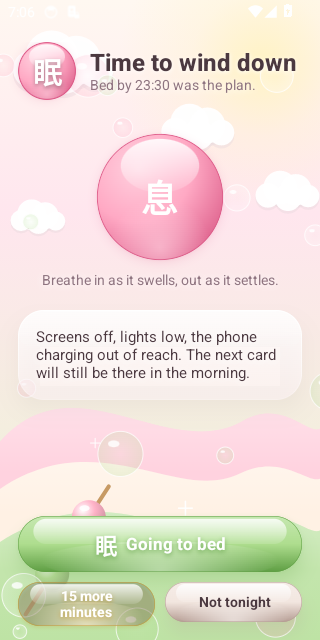 眠
Time to wind down
Bed by 23:30 was the plan.
息
Breathe in as it swells, out as it settles.
Screens off, lights low, the phone
charging out of reach. The next card
will still be there in the morning.
眠 Going to bed
15 more
minutes
Not tonight